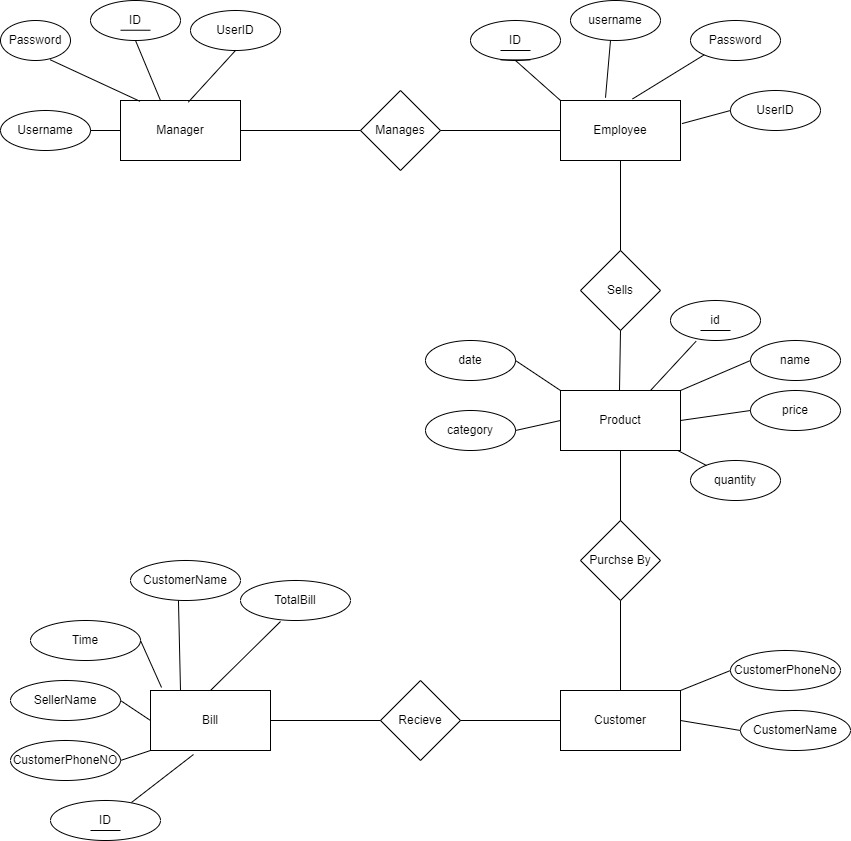 ID
username
UserID
ID
Password
Password
UserID
Username
Manager
Manages
Employee
Sells
id
date
name
price
Product
category
quantity
Purchse By
CustomerName
TotalBill
Time
CustomerPhoneNo
SellerName
Bill
Recieve
Customer
CustomerName
CustomerPhoneNO
ID